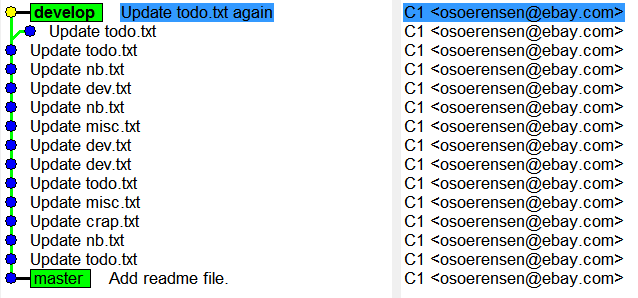 develop Update todo.txt again C1 <osoerensen@ebay.com>
Update todo.txt C1 <osoerensen@ebay.com>
Update todo.txt C1 <osoerensen@ebay.com>
Update nb.txt C1 <osoerensen@ebay.com>
Update dev.txt C1 <osoerensen@ebay.com>
Update nb.txt C1 <osoerensen@ebay.com>
Update misc.txt C1 <osoerensen@ebay.com>
Update dev.txt C1 <osoerensen@ebay.com>
Update dev.txt C1 <osoerensen@ebay.com>
Update todo.txt C1 <osoerensen@ebay.com>
Update misc.txt C1 <osoerensen@ebay.com>
Update crap.txt C1 <osoerensen@ebay.com>
Update nb.txt C1 <osoerensen@ebay.com>
Update todo.txt C1 <osoerensen@ebay.com>
master Add readme file. C1 <osoerensen@ebay.com>